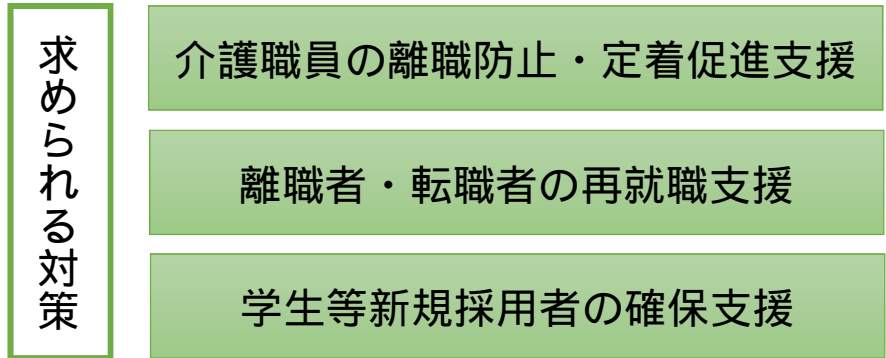 求められる対策
介護職員の離職防止・定着促進支援
離職者・転職者の再就職支援
学生等新規採用者の確保支援